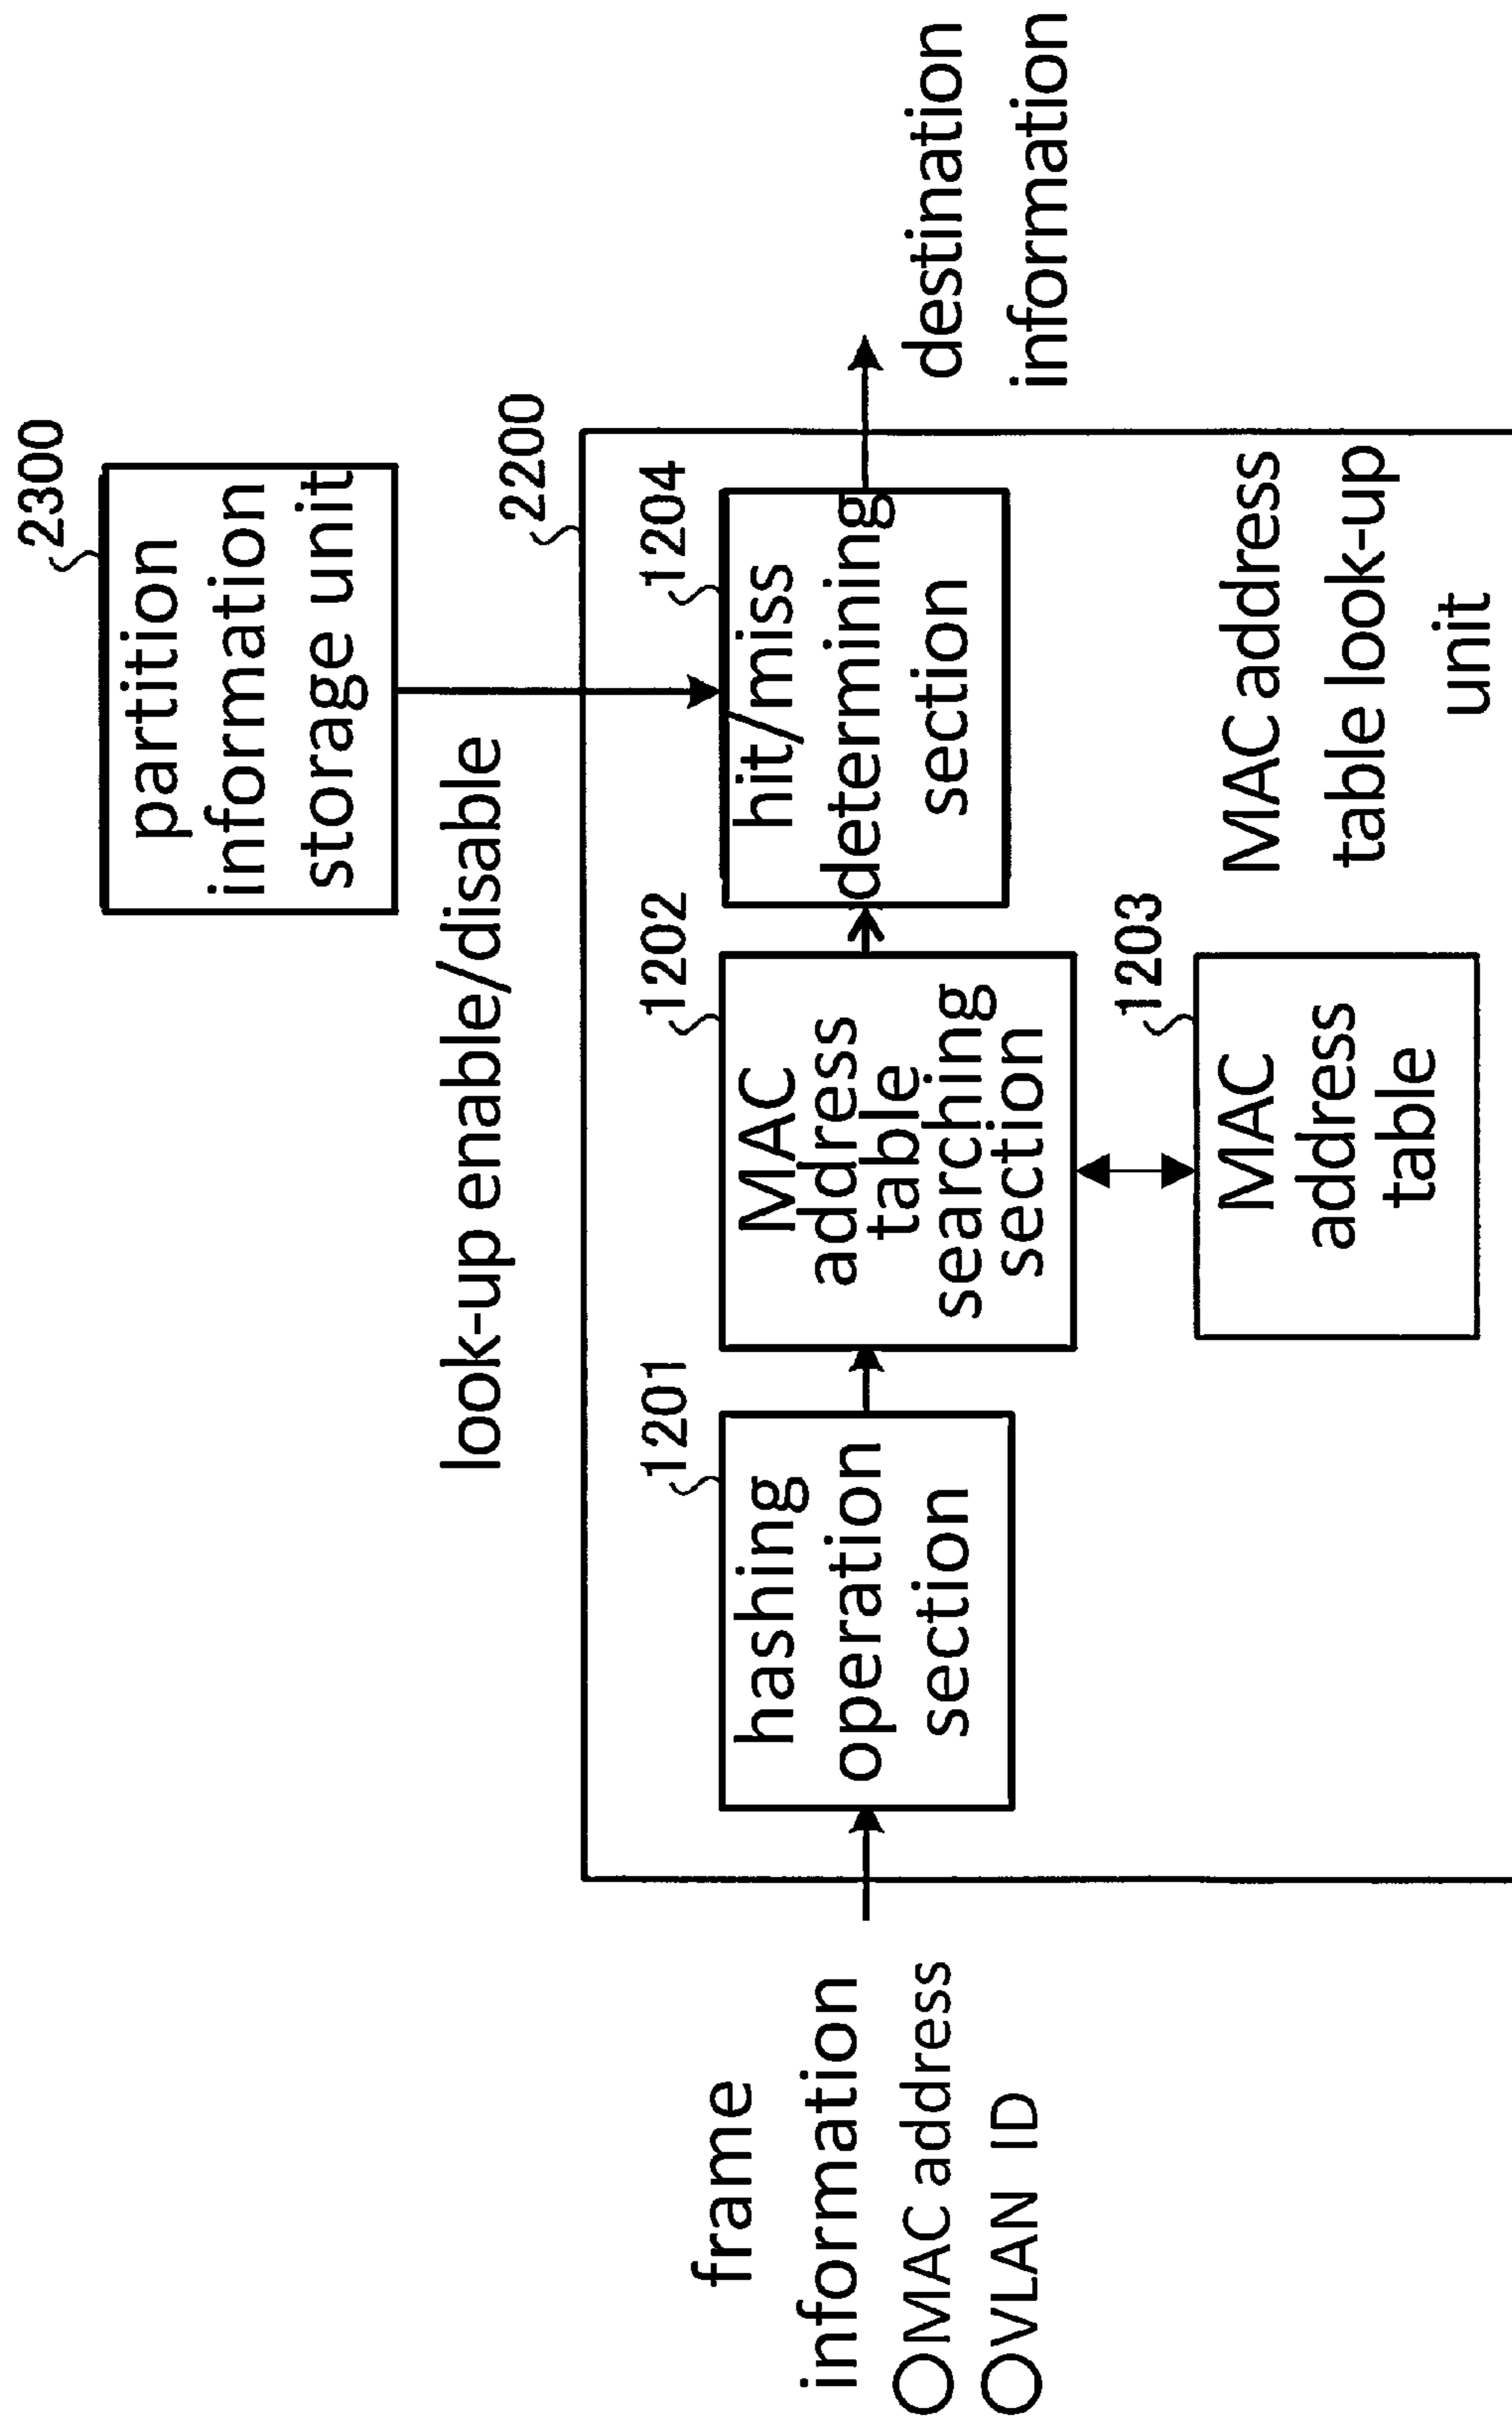 2300
partition
information
storage unit
look-up enable/disable
2200
frame
information
○MAC address
○VLAN ID
1201
hashing
operation
section
1202
MAC
address
table
searching
section
1203
MAC
address
table
1204
hit/miss
determining
section
MAC address
table look-up
unit
destination
information